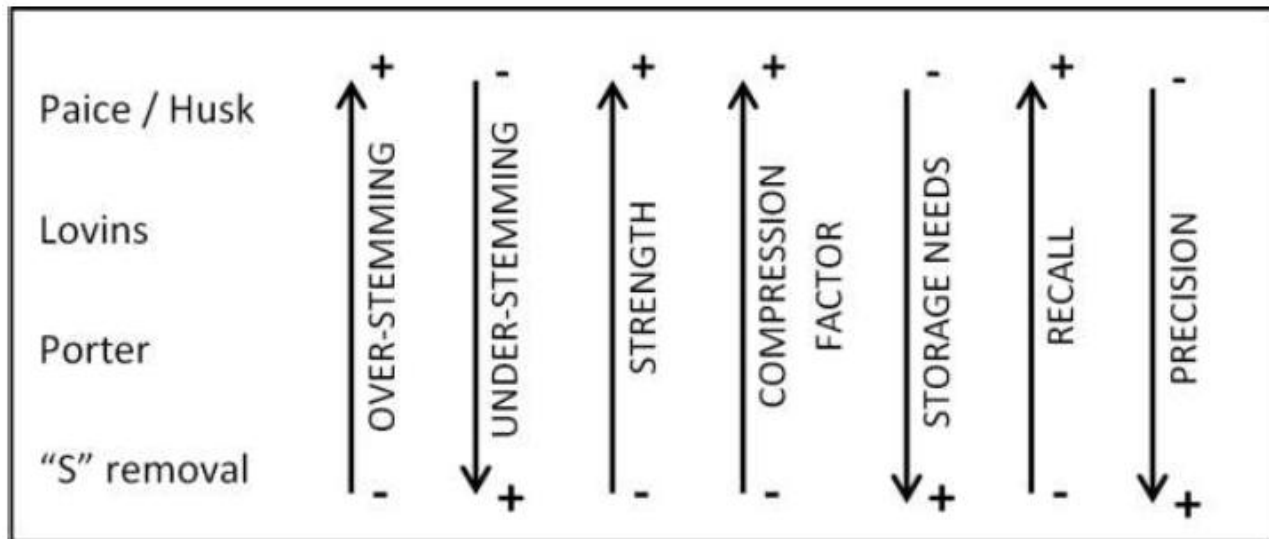 + - + + - + -
Paice / Husk
Lovins
Porter
“S” removal
OVER-STEMMING
UNDER-STEMMING
STRENGTH
COMPRESSION
FACTOR
STORAGE NEEDS
RECALL
PRECISION
- + - - + - +